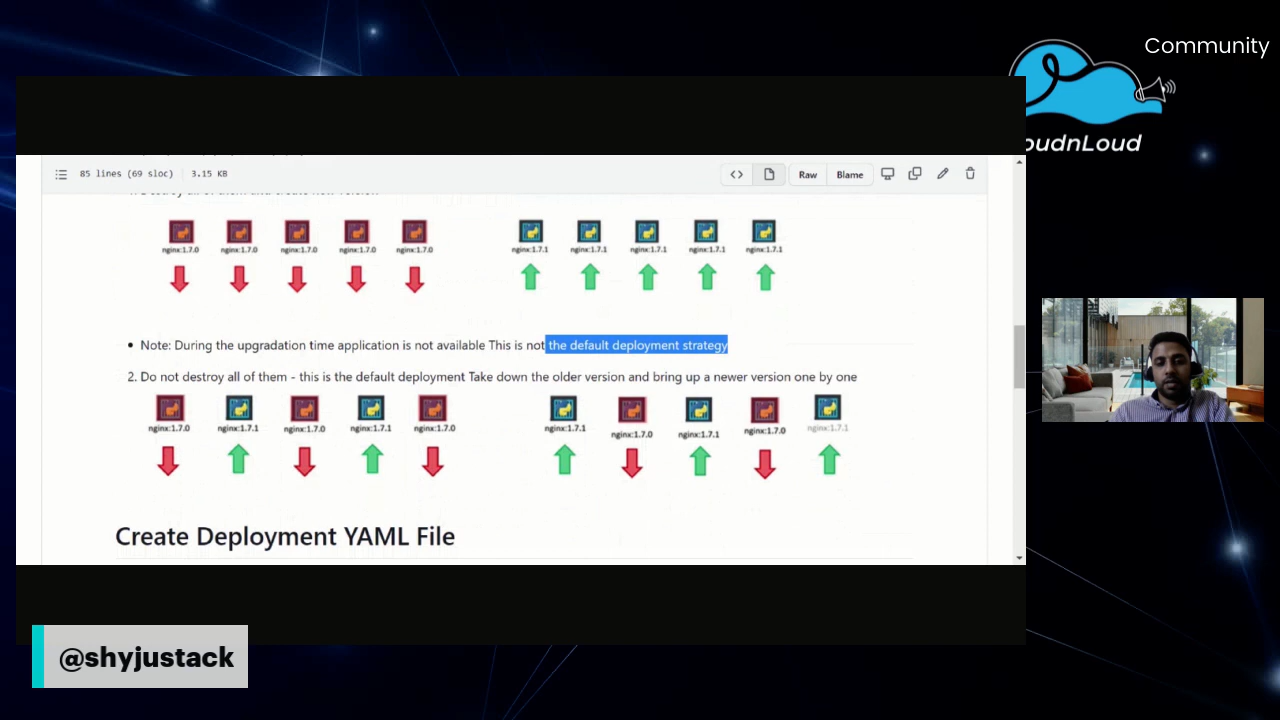 Community
oudnLoud
85 lines (69 sloc) 3.15 KB
Raw Blame
nginx:1.7.0 nginx:1.7.0 nginx:1.7.0 nginx:1.7.0 nginx:1.7.0 nginx:1.7.1 nginx:1.7.1 nginx:1.7.1 nginx:1.7.1 nginx:1.7.1
• Note: During the upgradation time application is not available This is not the default deployment strategy
2. Do not destroy all of them - this is the default deployment Take down the older version and bring up a newer version one by one
nginx:1.7.0 nginx:1.7.1 nginx:1.7.0 nginx:1.7.1 nginx:1.7.0 nginx:1.7.1 nginx:1.7.0 nginx:1.7.1 nginx:1.7.0 nginx:1.7.1
Create Deployment YAML File
@shyjustack